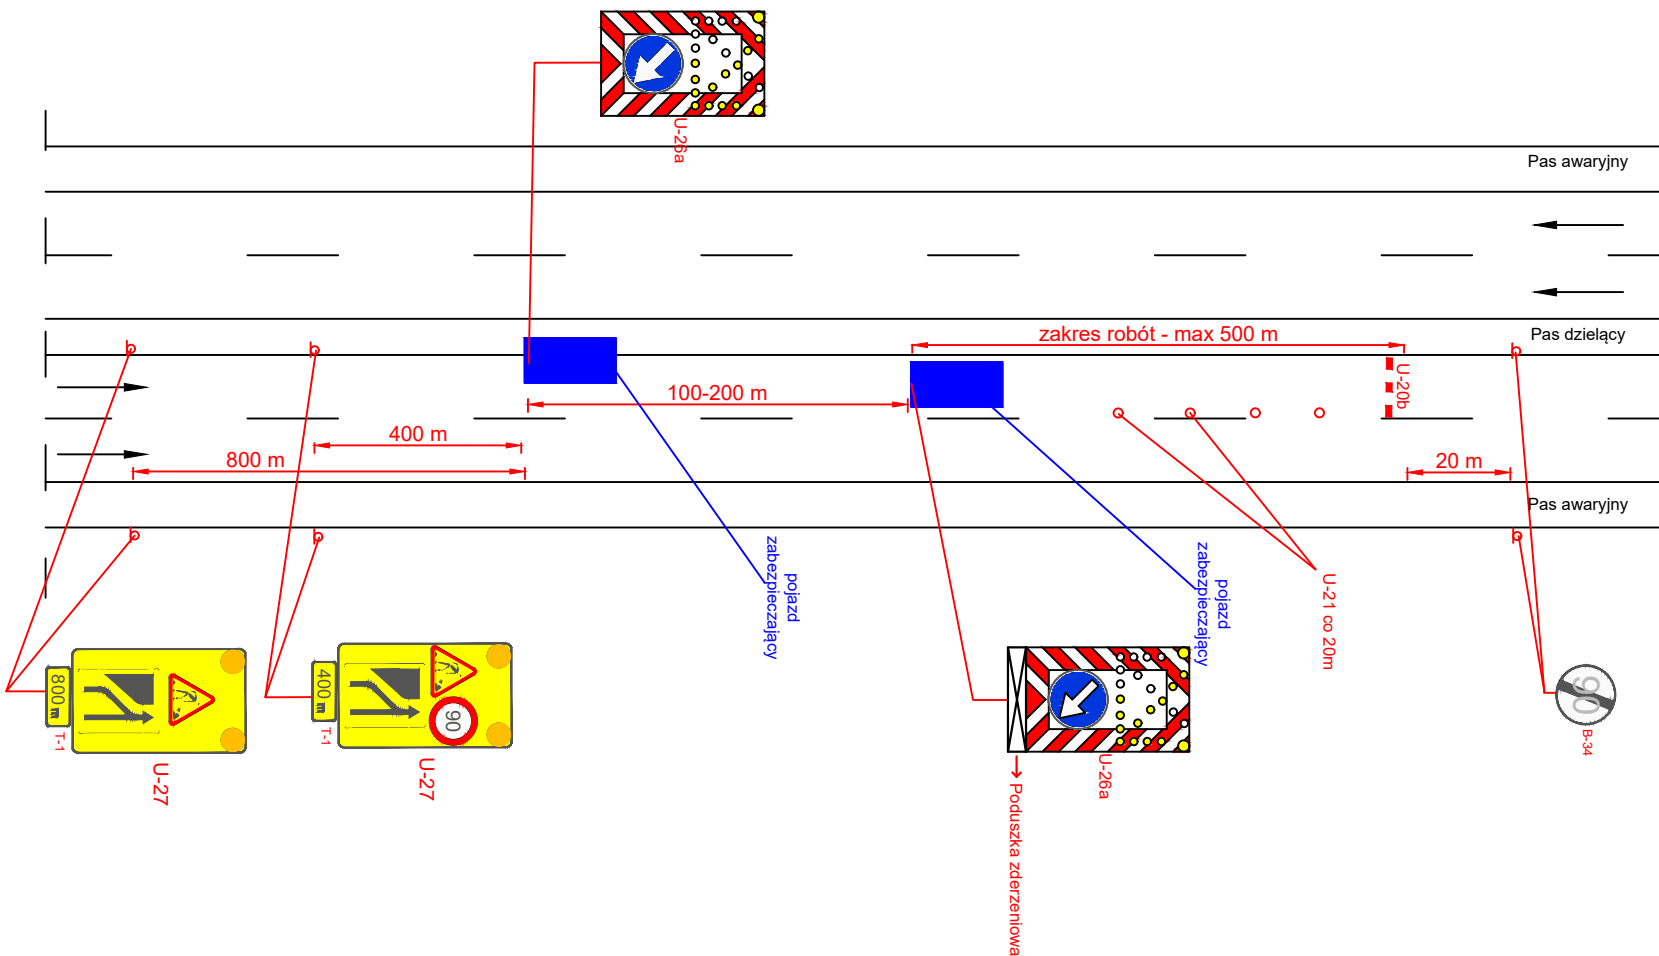 U-26a
Pas awaryjny
Pas dzielący
zakres robót - max 500 m
U-20b
100-200 m
400 m
800 m
20 m
Pas awaryjny
pojazd
zabezpieczający
pojazd
zabezpieczający
U-21 co 20m
800 m
T-1
U-27
90
400 m
T-1
U-27
U-26a
Poduszka zderzeniowa
90
B-34